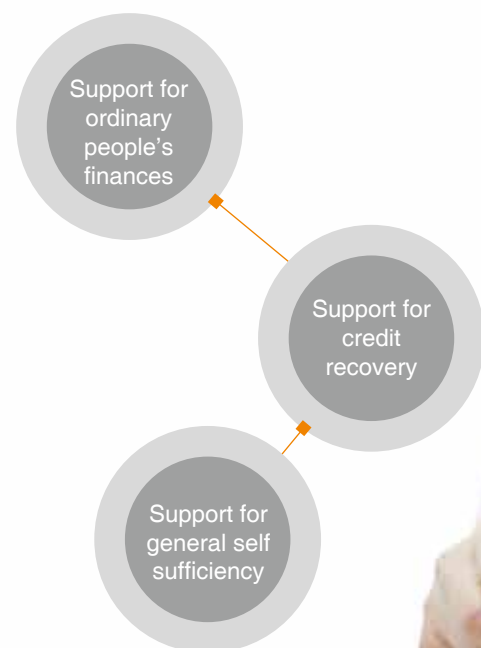 Support for
ordinary
people's
finances
Support for
credit
recovery
Support for
general self
sufficiency